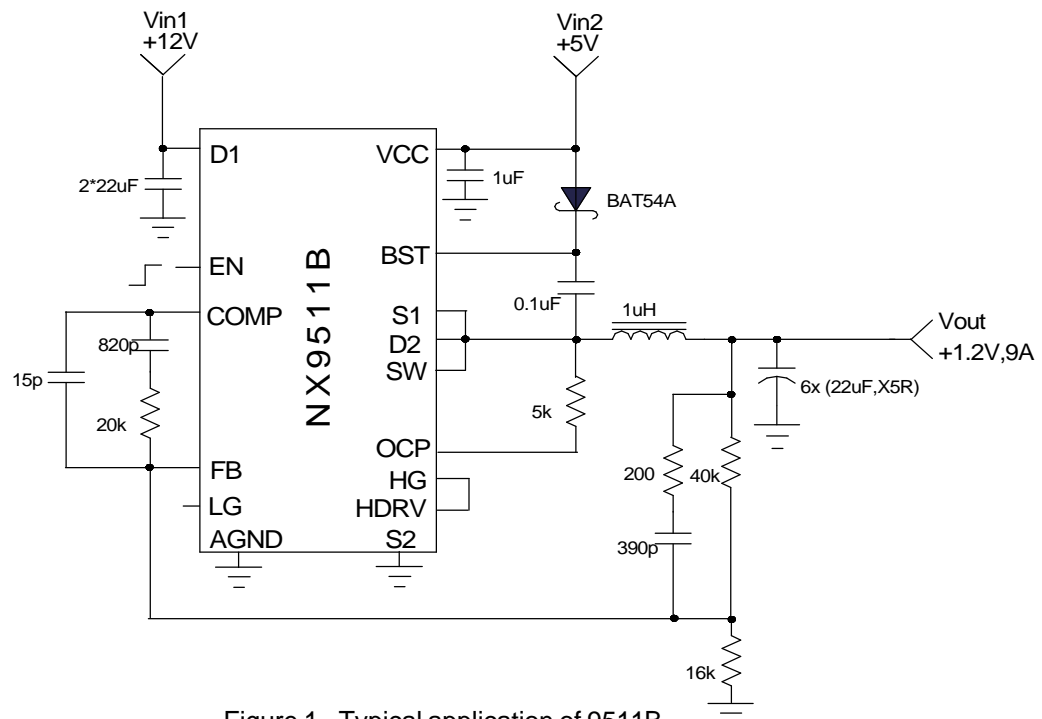 Vin1
+12V
Vin2
+5V
D1
VCC
2*22uF
1uF
BAT54A
EN
BST
NX9511B
COMP
0.1uF
S1
1uH
Vout
D2
+1.2V,9A
820p
SW
15p
6x (22uF,X5R)
20k
5k
OCP
FB
HG
200
40k
LG
HDRV
AGND
S2
390p
16k
Figure 1 - Typical application of 9511B